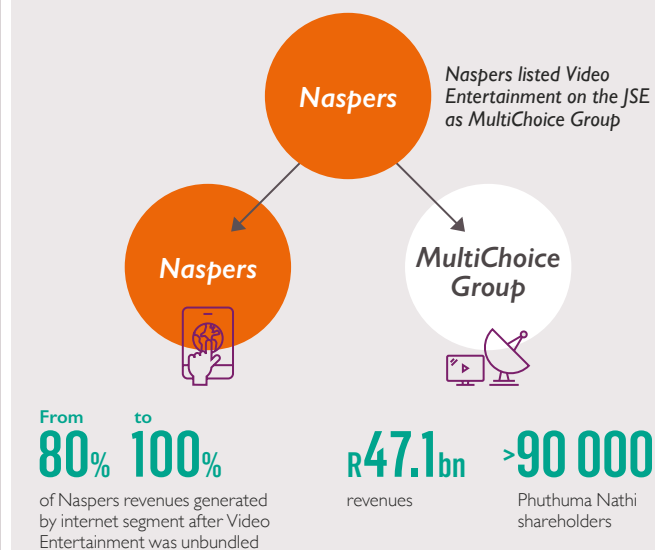 Naspers
Naspers listed Video
Entertainment on the JSE
as MultiChoice Group
Naspers
MultiChoice
Group
From to
80% 100%
of Naspers revenues generated
by internet segment after Video
Entertainment was unbundled
R47.1bn
revenues
>90 000
Phuthuma Nathi
shareholders